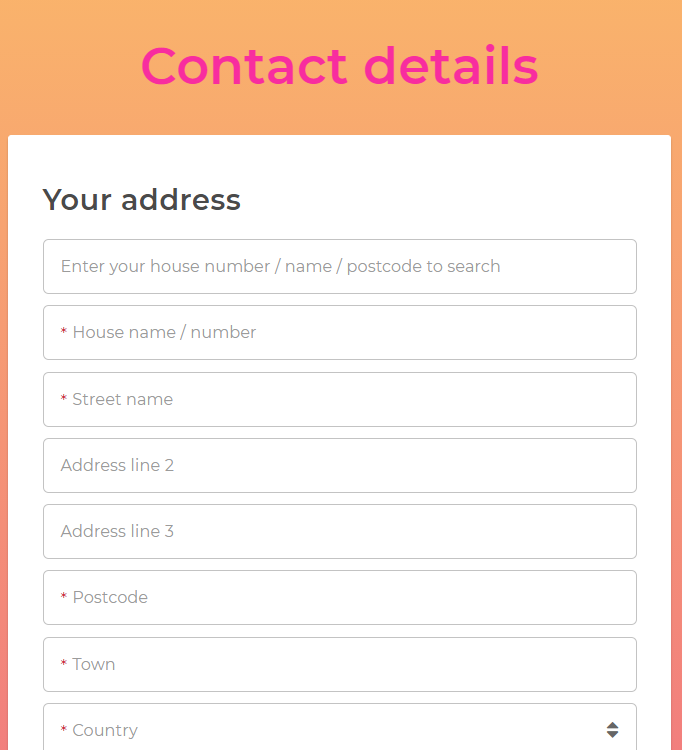 Contact details
Your address
Enter your house number / name / postcode to search
* House name / number
* Street name
Address line 2
Address line 3
* Postcode
* Town
* Country